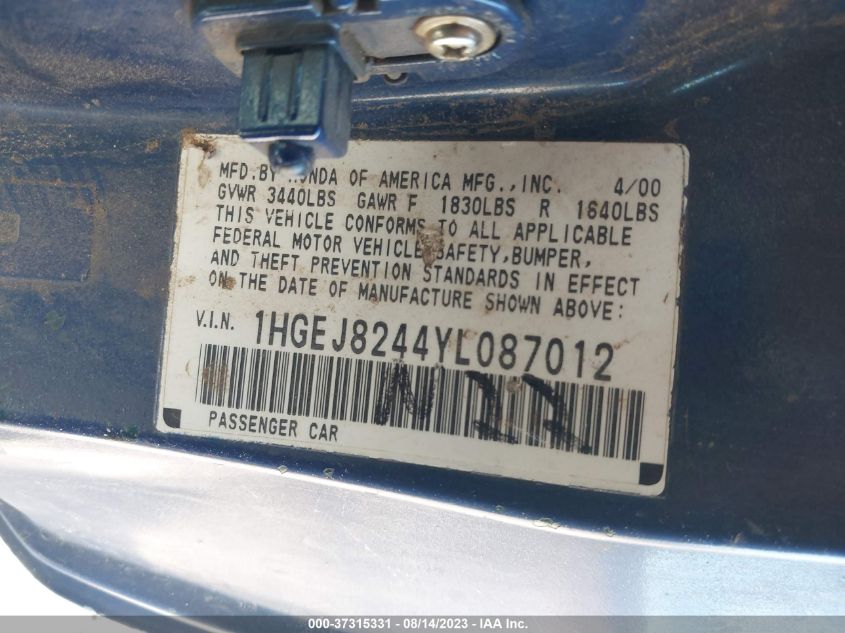 MFD.BY HONDA OF AMERICA MFG.,INC. 4/00
GVWR 3440LBS GAWR F 1830LBS R 1640LBS
THIS VEHICLE CONFORMS TO ALL APPLICABLE
FEDERAL MOTOR VEHICLE SAFETY,BUMPER,
AND THEFT PREVENTION STANDARDS IN EFFECT
ON THE DATE OF MANUFACTURE SHOWN ABOVE:
V.I.N. 1HGEJ8244YL087012
PASSENGER CAR
000-37315331 - 08/14/2023 - IAA Inc.